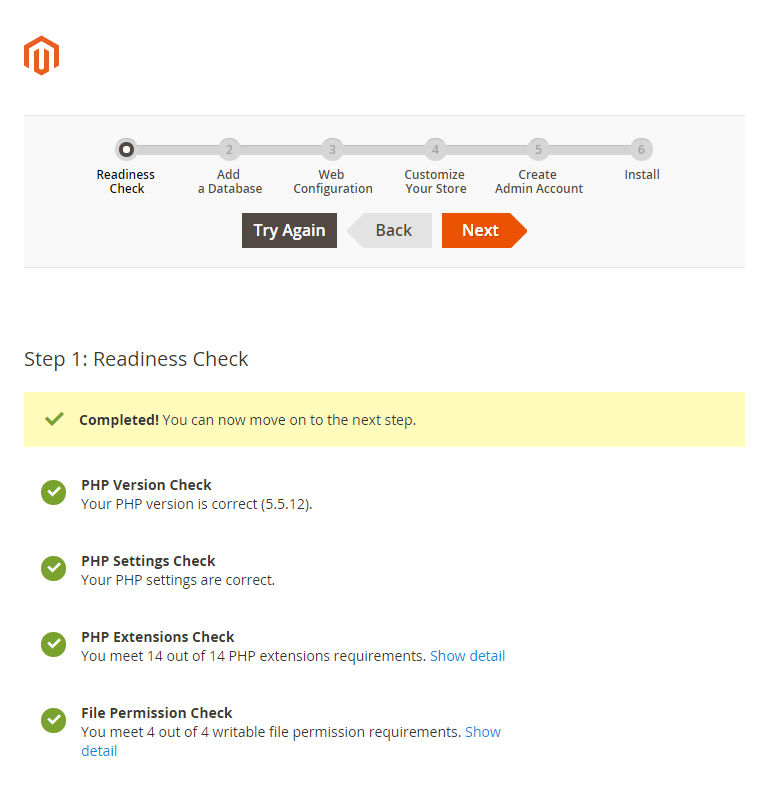 2 3 4 5 6
Readiness Check
Add a Database
Web Configuration
Customize Your Store
Create Admin Account
Install
Try Again Back Next
Step 1: Readiness Check
Completed! You can now move on to the next step.
PHP Version Check
Your PHP version is correct (5.5.12).
PHP Settings Check
Your PHP settings are correct.
PHP Extensions Check
You meet 14 out of 14 PHP extensions requirements. Show detail
File Permission Check
You meet 4 out of 4 writable file permission requirements. Show
detail